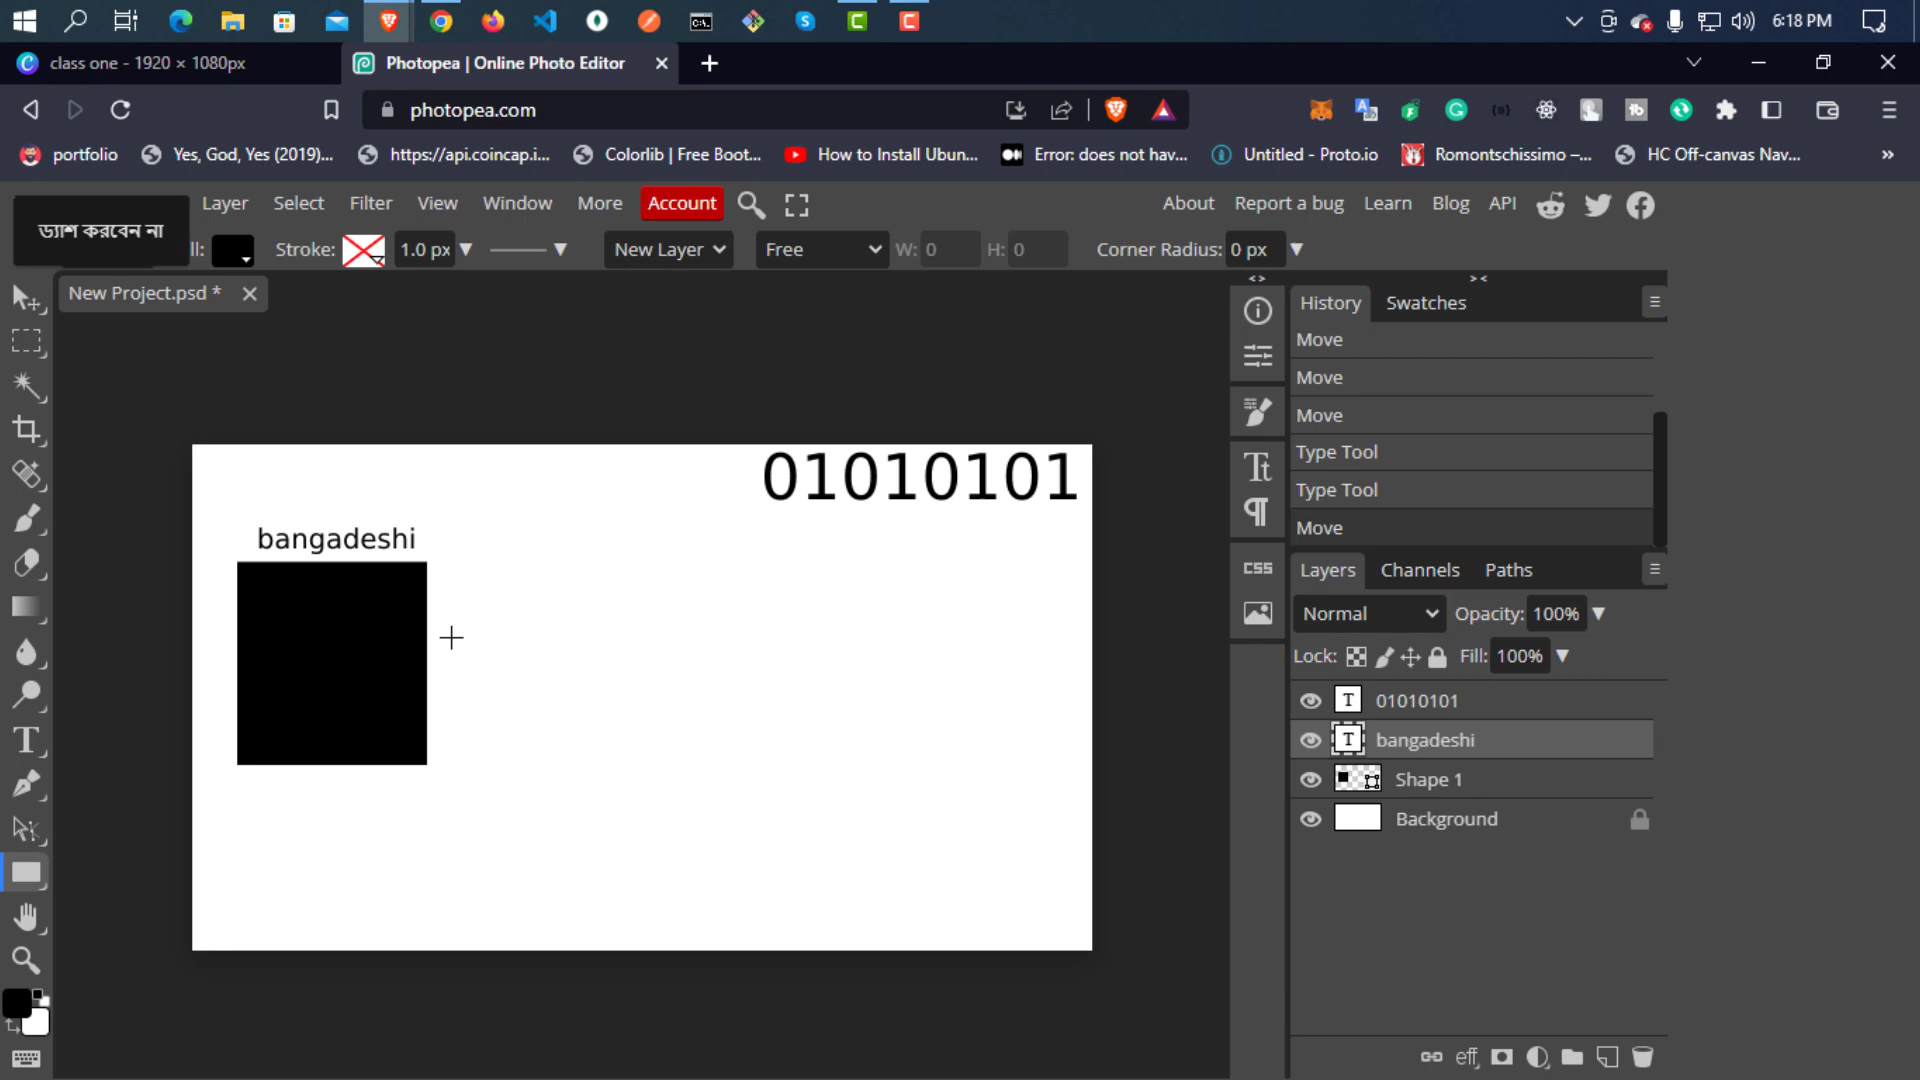 6:18 PM
class one - 1920 × 1080px
Photopea | Online Photo Editor
photopea.com
portfolio
Yes, God, Yes (2019)...
https://api.coincap.i...
Colorlib | Free Boot...
How to Install Ubun...
Error: does not hav...
Untitled - Proto.io
Romontschissimo –...
HC Off-canvas Nav...
»
Layer Select Filter View Window More Account
About Report a bug Learn Blog API
ড্যাশ করবেন না
ll:
Stroke:
1.0 px
New Layer
Free
W: 0
H: 0
Corner Radius: 0 px
New Project.psd *
History Swatches
Move
Move
Move
Type Tool
Type Tool
Move
CSS
01010101
bangadeshi
Layers Channels Paths
Normal
Opacity: 100%
Lock:
Fill: 100%
T 01010101
T bangadeshi
Shape 1
Background
eff